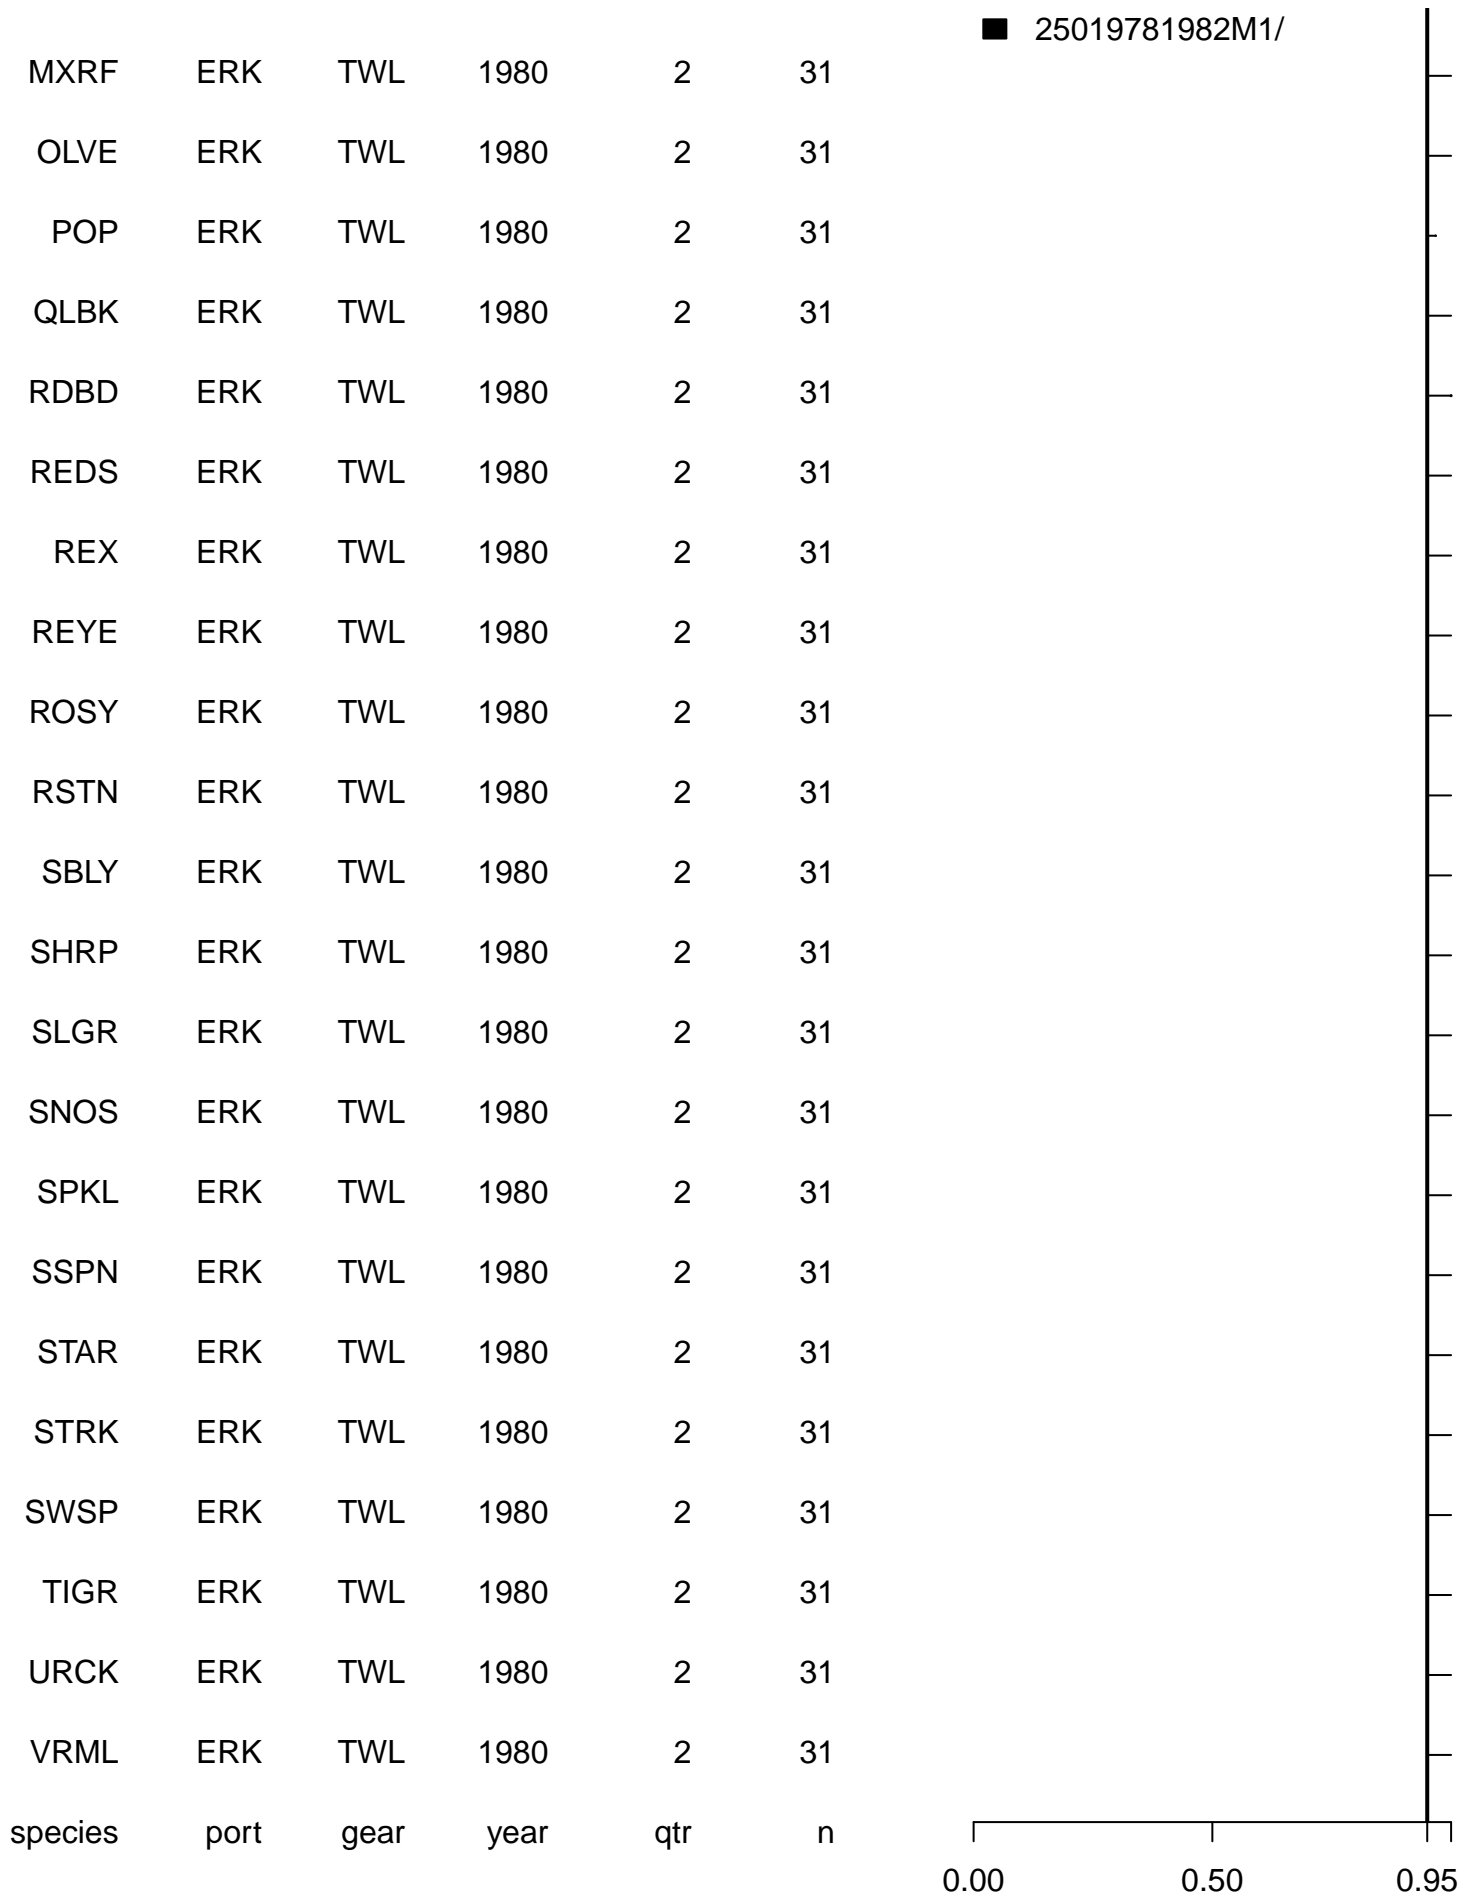 25019781982M1/
MXRF ERK TWL 1980 2 31
OLVE ERK TWL 1980 2 31
POP ERK TWL 1980 2 31
QLBK ERK TWL 1980 2 31
RDBD ERK TWL 1980 2 31
REDS ERK TWL 1980 2 31
REX ERK TWL 1980 2 31
REYE ERK TWL 1980 2 31
ROSY ERK TWL 1980 2 31
RSTN ERK TWL 1980 2 31
SBLY ERK TWL 1980 2 31
SHRP ERK TWL 1980 2 31
SLGR ERK TWL 1980 2 31
SNOS ERK TWL 1980 2 31
SPKL ERK TWL 1980 2 31
SSPN ERK TWL 1980 2 31
STAR ERK TWL 1980 2 31
STRK ERK TWL 1980 2 31
SWSP ERK TWL 1980 2 31
TIGR ERK TWL 1980 2 31
URCK ERK TWL 1980 2 31
VRML ERK TWL 1980 2 31
species port gear year qtr n
0.00 0.50 0.95